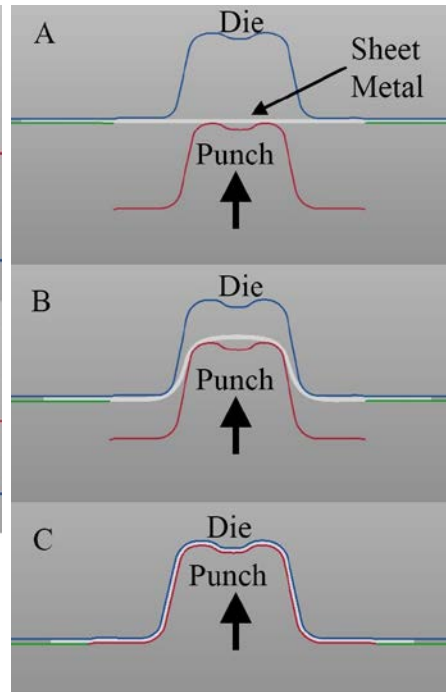 A
Die
Sheet
Metal
Punch
B
Die
Punch
C
Die
Punch